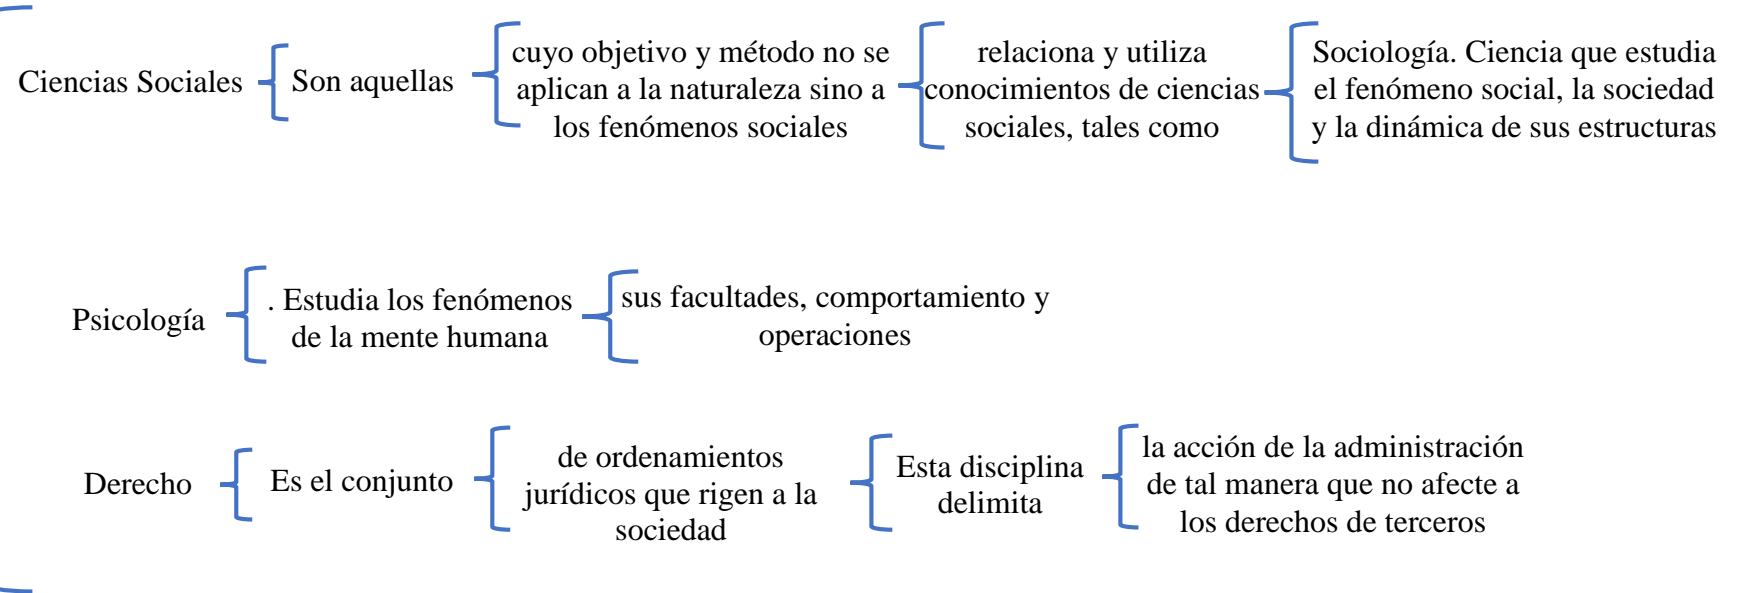 Ciencias Sociales
Son aquellas
cuyo objetivo y método no se
aplican a la naturaleza sino a
los fenómenos sociales
relaciona y utiliza
conocimientos de ciencias
sociales, tales como
Sociología. Ciencia que estudia
el fenómeno social, la sociedad
y la dinámica de sus estructuras
Psicología
. Estudia los fenómenos
de la mente humana
sus facultades, comportamiento y
operaciones
Derecho
Es el conjunto
de ordenamientos
jurídicos que rigen a la
sociedad
Esta disciplina
delimita
la acción de la administración
de tal manera que no afecte a
los derechos de terceros